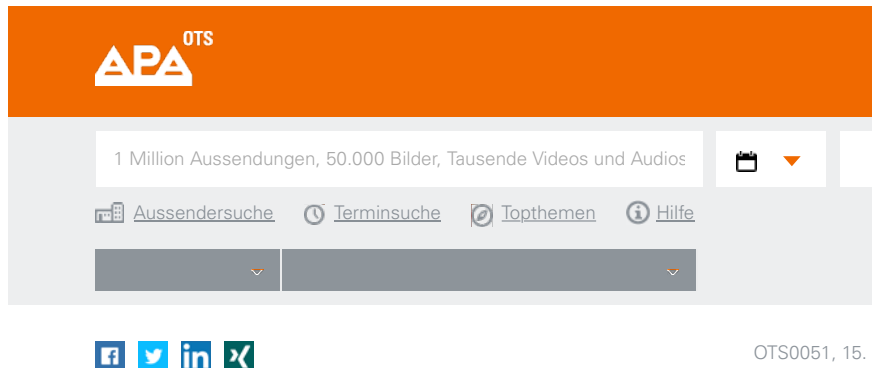 APA OTS
1 Million Aussendungen, 50.000 Bilder, Tausende Videos und Audios
Aussendersuche Terminsuche Topthemen Hilfe
OTS0051, 15.